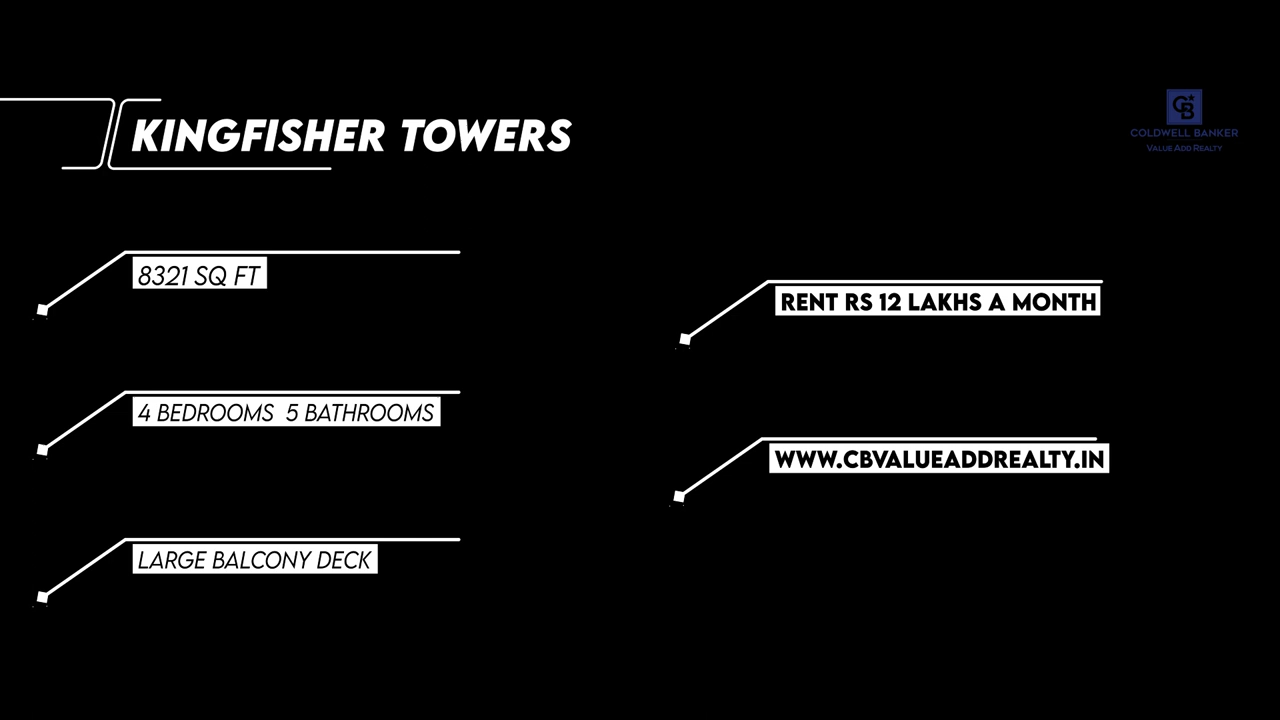 KINGFISHER TOWERS
COLDWELL BANKER
VALUE ADD REALTY
8321 SQ FT
4 BEDROOMS 5 BATHROOMS
LARGE BALCONY DECK
RENT RS 12 LAKHS A MONTH
WWW.CBVALUEADDREALTY.IN